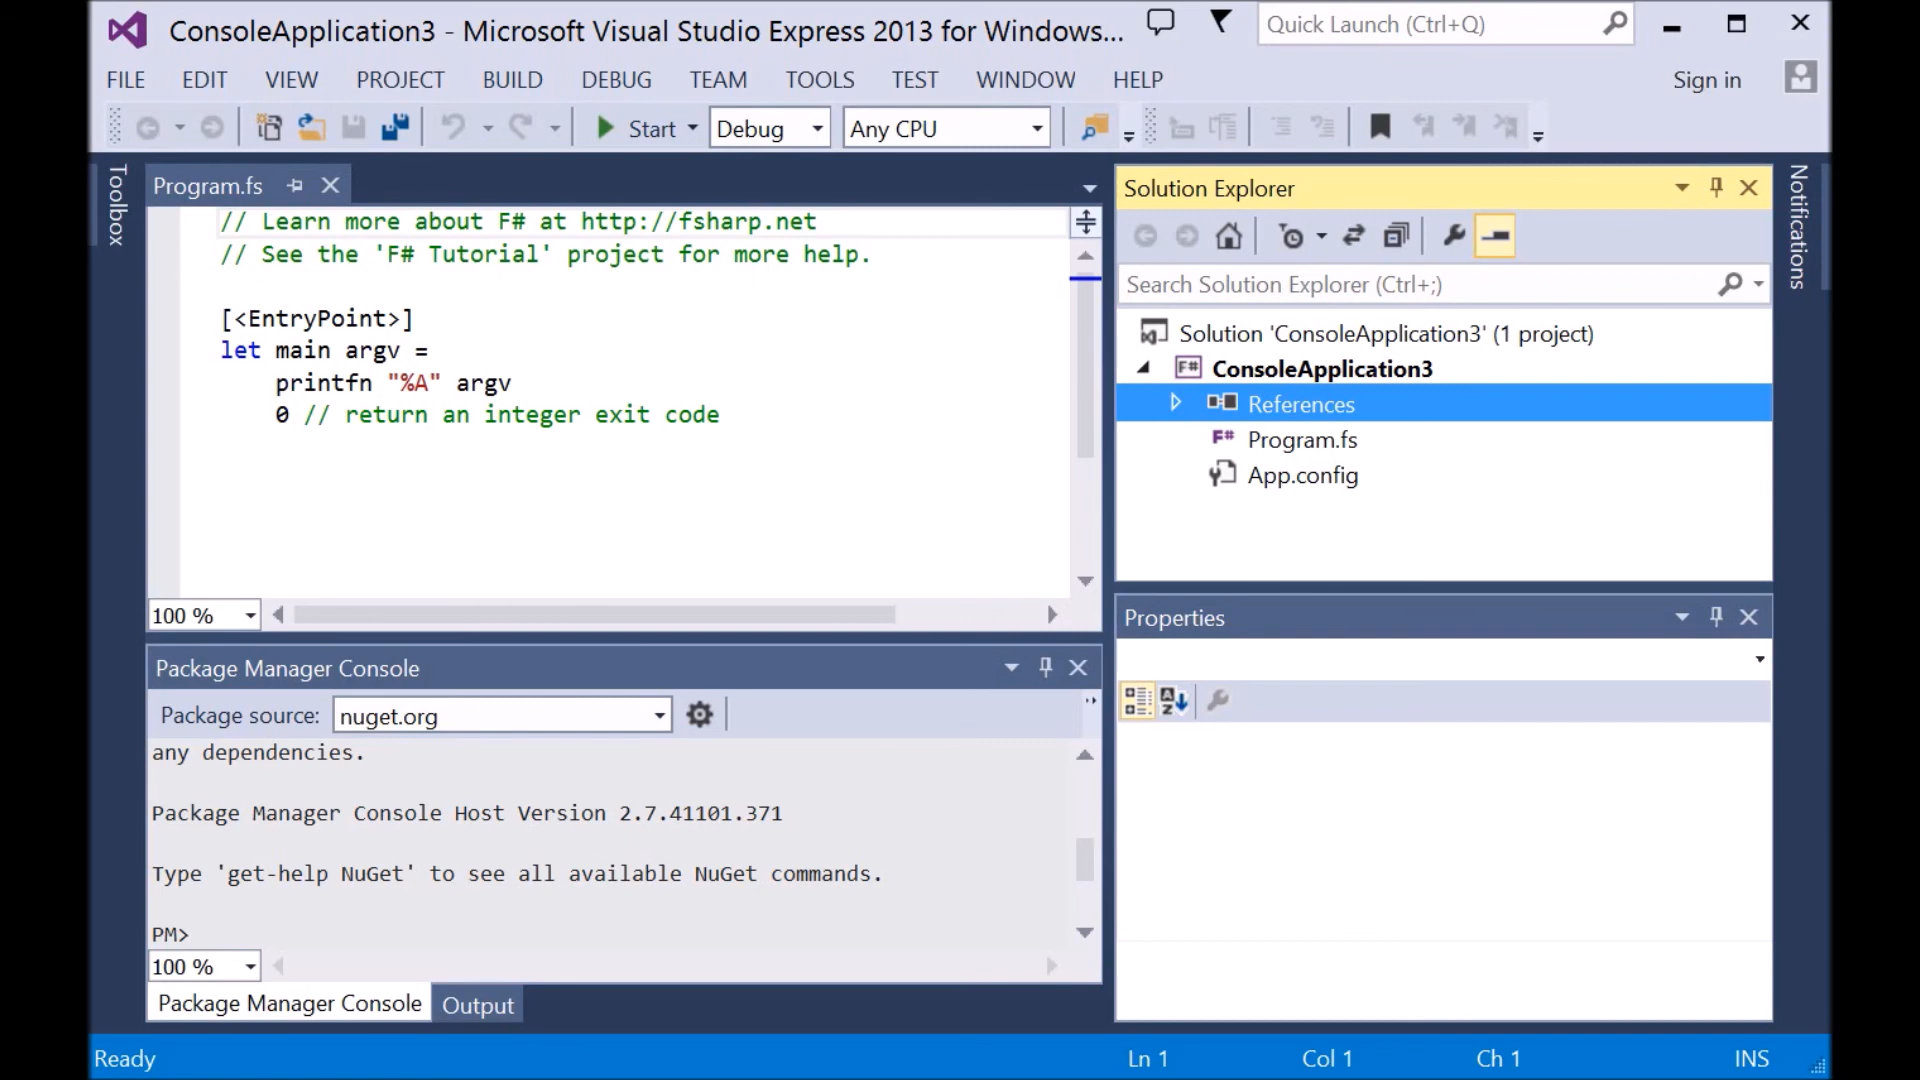 ConsoleApplication3 - Microsoft Visual Studio Express 2013 for Windows...
Quick Launch (Ctrl+Q)
FILE EDIT VIEW PROJECT BUILD DEBUG TEAM TOOLS TEST WINDOW HELP
Sign in
Start Debug Any CPU
Toolbox
Program.fs
// Learn more about F# at http://fsharp.net
// See the 'F# Tutorial' project for more help.
[<EntryPoint>]
let main argv =
printfn "%A" argv
0 // return an integer exit code
100 %
Package Manager Console
Package source: nuget.org
any dependencies.
Package Manager Console Host Version 2.7.41101.371
Type 'get-help NuGet' to see all available NuGet commands.
PM>
100 %
Package Manager Console Output
Solution Explorer
Search Solution Explorer (Ctrl+;)
Solution 'ConsoleApplication3' (1 project)
F# ConsoleApplication3
References
F# Program.fs
App.config
Properties
Notifications
Ready Ln 1 Col 1 Ch 1 INS